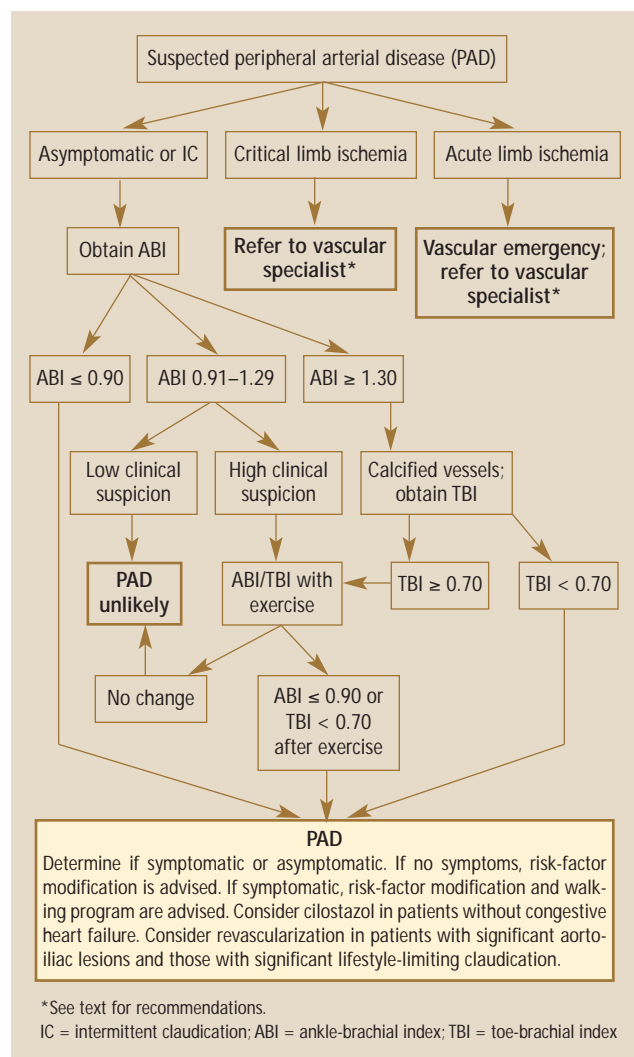 Suspected peripheral arterial disease (PAD)
Asymptomatic or IC
Critical limb ischemia
Acute limb ischemia
Obtain ABI
Refer to vascular
specialist*
Vascular emergency;
refer to vascular
specialist*
ABI ≤ 0.90
ABI 0.91–1.29
ABI ≥ 1.30
Low clinical
suspicion
High clinical
suspicion
Calcified vessels;
obtain TBI
PAD
unlikely
ABI/TBI with
exercise
TBI ≥ 0.70
TBI < 0.70
No change
ABI ≤ 0.90 or
TBI < 0.70
after exercise
PAD
Determine if symptomatic or asymptomatic. If no symptoms, risk-factor
modification is advised. If symptomatic, risk-factor modification and walk-
ing program are advised. Consider cilostazol in patients without congestive
heart failure. Consider revascularization in patients with significant aorto-
iliac lesions and those with significant lifestyle-limiting claudication.
*See text for recommendations.
IC = intermittent claudication; ABI = ankle-brachial index; TBI = toe-brachial index